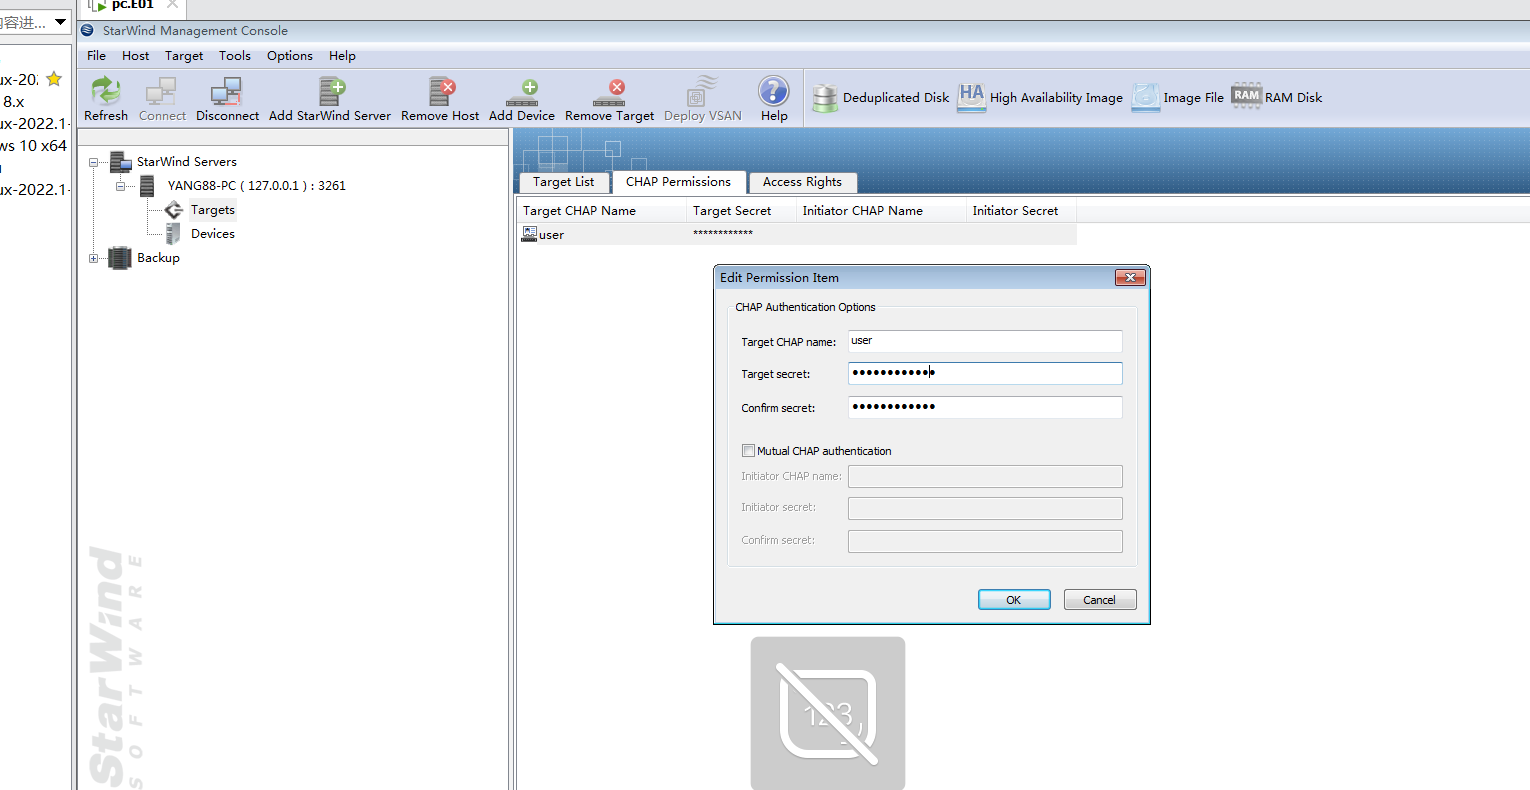 pc.E01
内容进...
StarWind Management Console
File Host Target Tools Options Help
ux-202
8.x
ux-2022.1-
ws 10 x64
ux-2022.1-
Refresh Connect Disconnect Add StarWind Server Remove Host Add Device Remove Target Deploy VSAN Help
Deduplicated Disk HA High Availability Image Image File RAM RAM Disk
StarWind Servers
YANG88-PC ( 127.0.0.1 ) : 3261
Targets
Devices
Backup
Target List CHAP Permissions Access Rights
Target CHAP Name Target Secret Initiator CHAP Name Initiator Secret
user ************
Edit Permission Item
CHAP Authentication Options
Target CHAP name: user
Target secret: ●●●●●●●●●●●●
Confirm secret: ●●●●●●●●●●●●
Mutual CHAP authentication
Initiator CHAP name:
Initiator secret:
Confirm secret:
OK Cancel
123
StarWind
SOFTWARE